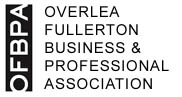 OFBPA
OVERLEA
FULLERTON
BUSINESS &
PROFESSIONAL
ASSOCIATION